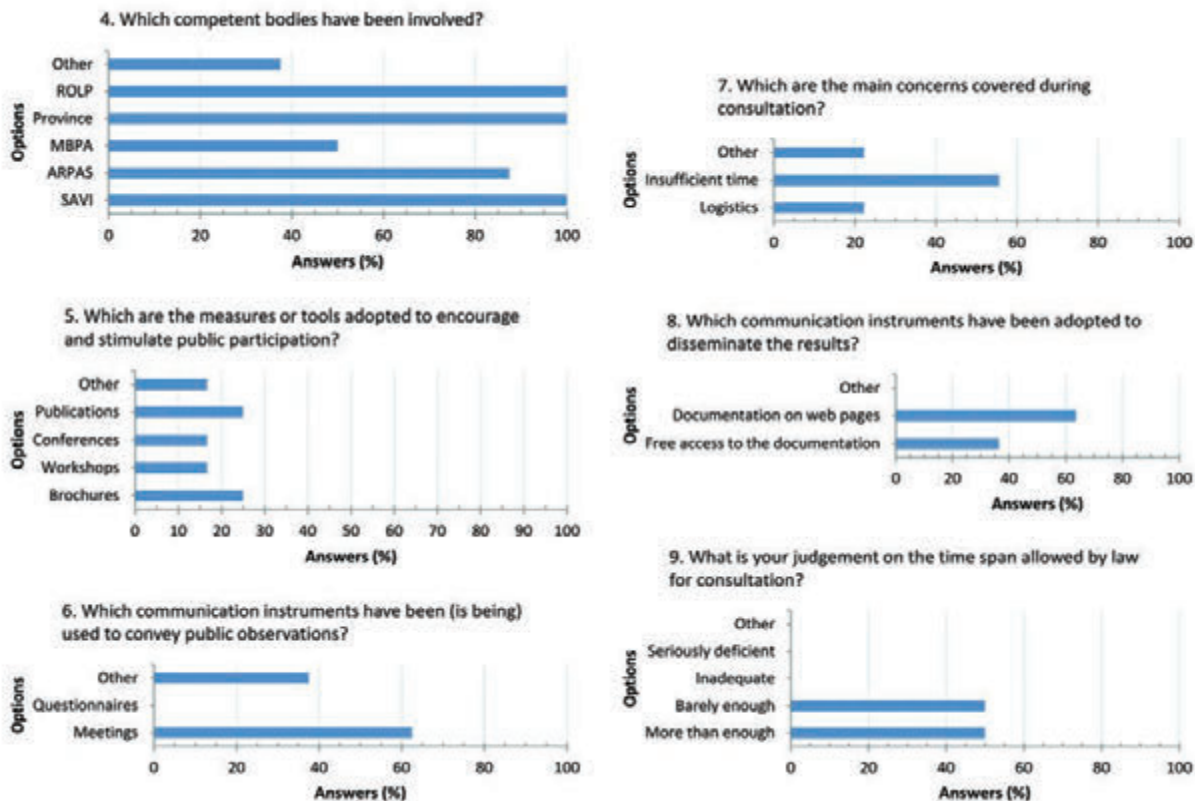 4. Which competent bodies have been involved?
Options
Other
ROLP
Province
MBPA
ARPAS
SAVI
0 20 40 60 80 100
Answers (%)
5. Which are the measures or tools adopted to encourage
and stimulate public participation?
Options
Other
Publications
Conferences
Workshops
Brochures
0 10 20 30 40 50 60 70 80 90 100
Answers (%)
6. Which communication instruments have been (is being)
used to convey public observations?
Options
Other
Questionnaires
Meetings
0 20 40 60 80 100
Answers (%)
7. Which are the main concerns covered during
consultation?
Options
Other
Insufficient time
Logistics
0 20 40 60 80 100
Answers (%)
8. Which communication instruments have been adopted to
disseminate the results?
Options
Other
Documentation on web pages
Free access to the documentation
0 20 40 60 80 100
Answers (%)
9. What is your judgement on the time span allowed by law
for consultation?
Options
Other
Seriously deficient
Inadequate
Barely enough
More than enough
0 20 40 60 80 100
Answers (%)